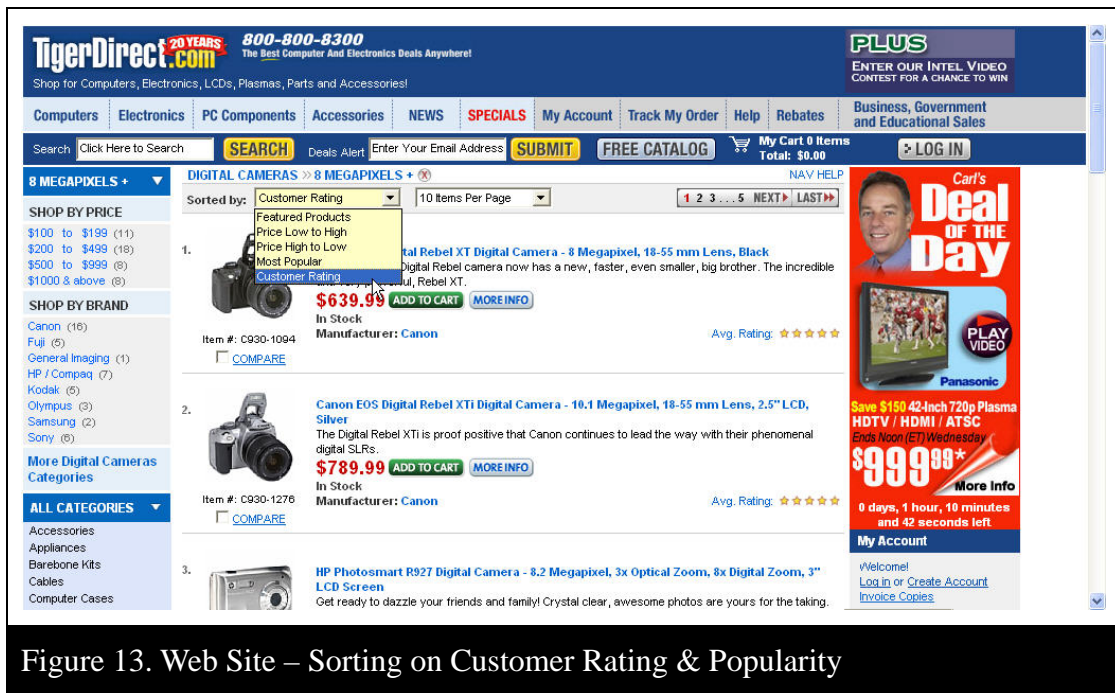 TigerDirect.com
20 YEARS
800-800-8300
The Best Computer And Electronics Deals Anywhere!
Shop for Computers, Electronics, LCDs, Plasmas, Parts and Accessories!
PLUS
ENTER OUR INTEL VIDEO
CONTEST FOR A CHANCE TO WIN
Computers Electronics PC Components Accessories NEWS SPECIALS My Account Track My Order Help Rebates
Business, Government
and Educational Sales
Search Click Here to Search SEARCH Deals Alert Enter Your Email Address SUBMIT FREE CATALOG
My Cart 0 Items
Total: $0.00
LOG IN
8 MEGAPIXELS +
SHOP BY PRICE
$100 to $199 (11)
$200 to $499 (18)
$500 to $999 (8)
$1000 & above (8)
SHOP BY BRAND
Canon (16)
Fuji (5)
General Imaging (1)
HP / Compaq (7)
Kodak (5)
Olympus (3)
Samsung (2)
Sony (6)
More Digital Cameras
Categories
ALL CATEGORIES
Accessories
Appliances
Barebone Kits
Cables
Computer Cases
DIGITAL CAMERAS » 8 MEGAPIXELS +
NAV HELP
Sorted by: Customer Rating 10 Items Per Page
1 2 3 ... 5 NEXT LAST
Featured Products
Price Low to High
Price High to Low
Most Popular
Customer Rating
1.
tal Rebel XT Digital Camera - 8 Megapixel, 18-55 mm Lens, Black
Digital Rebel camera now has a new, faster, even smaller, big brother. The incredible
Rebel XT.
$639.99 ADD TO CART MORE INFO
In Stock
Manufacturer: Canon
Avg. Rating:
Item #: C930-1094
COMPARE
2.
Canon EOS Digital Rebel XTi Digital Camera - 10.1 Megapixel, 18-55 mm Lens, 2.5" LCD,
Silver
The Digital Rebel XTi is proof positive that Canon continues to lead the way with their phenomenal
digital SLRs.
$789.99 ADD TO CART MORE INFO
In Stock
Manufacturer: Canon
Avg. Rating:
Item #: C930-1276
COMPARE
3.
HP Photosmart R927 Digital Camera - 8.2 Megapixel, 3x Optical Zoom, 8x Digital Zoom, 3"
LCD Screen
Get ready to dazzle your friends and family! Crystal clear, awesome photos are yours for the taking.
Carl's
Deal
OF THE
Day
PLAY
VIDEO
Panasonic
Save $150 42-Inch 720p Plasma
HDTV / HDMI / ATSC
Ends Noon (ET) Wednesday
$999 99*
More Info
0 days, 1 hour, 10 minutes
and 42 seconds left
My Account
Welcome!
Log in or Create Account
Invoice Copies
Figure 13. Web Site – Sorting on Customer Rating & Popularity